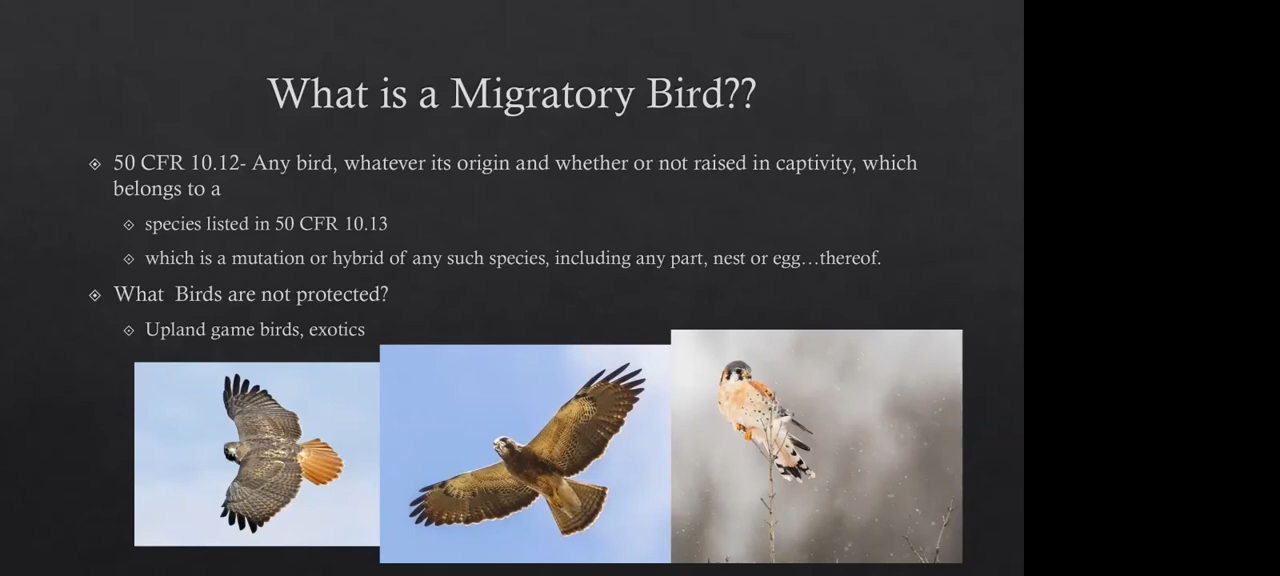 What is a Migratory Bird??
50 CFR 10.12- Any bird, whatever its origin and whether or not raised in captivity, which
belongs to a
species listed in 50 CFR 10.13
which is a mutation or hybrid of any such species, including any part, nest or egg…thereof.
What  Birds are not protected?
Upland game birds, exotics